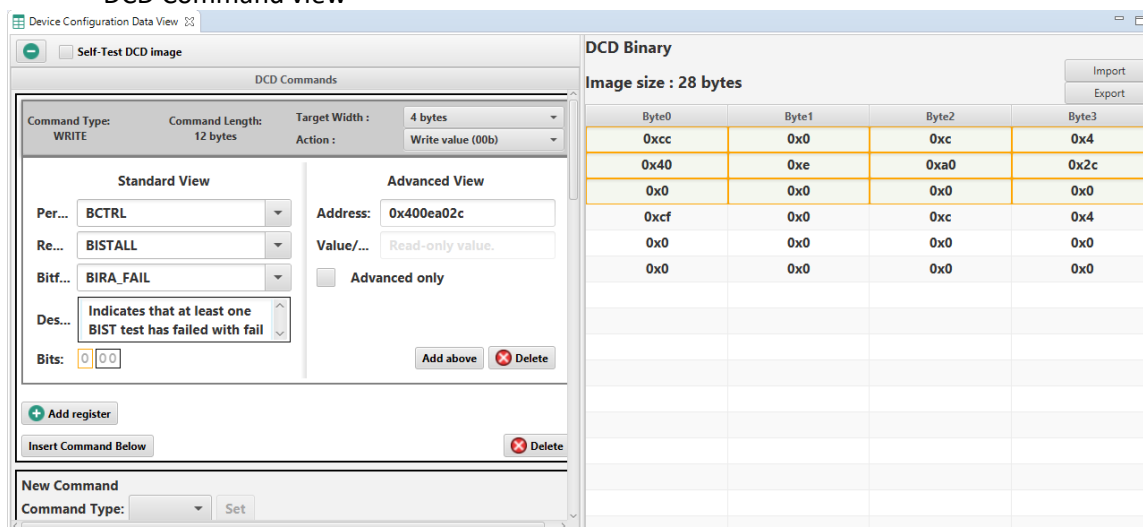 DCD Command view
Device Configuration Data View
Self-Test DCD image
DCD Commands
Command Type: Command Length: Target Width : 4 bytes
WRITE 12 bytes Action : Write value (00b)
Standard View
Per... BCTRL
Re... BISTALL
Bitf... BIRA_FAIL
Des... Indicates that at least one
BIST test has failed with fail
Bits: 0 0 0
Advanced View
Address: 0x400ea02c
Value/... Read-only value.
Advanced only
Add above Delete
Add register
Insert Command Below Delete
New Command
Command Type: Set
DCD Binary
Image size : 28 bytes
Import
Export
Byte0 Byte1 Byte2 Byte3
0xcc 0x0 0xc 0x4
0x40 0xe 0xa0 0x2c
0x0 0x0 0x0 0x0
0xcf 0x0 0xc 0x4
0x0 0x0 0x0 0x0
0x0 0x0 0x0 0x0